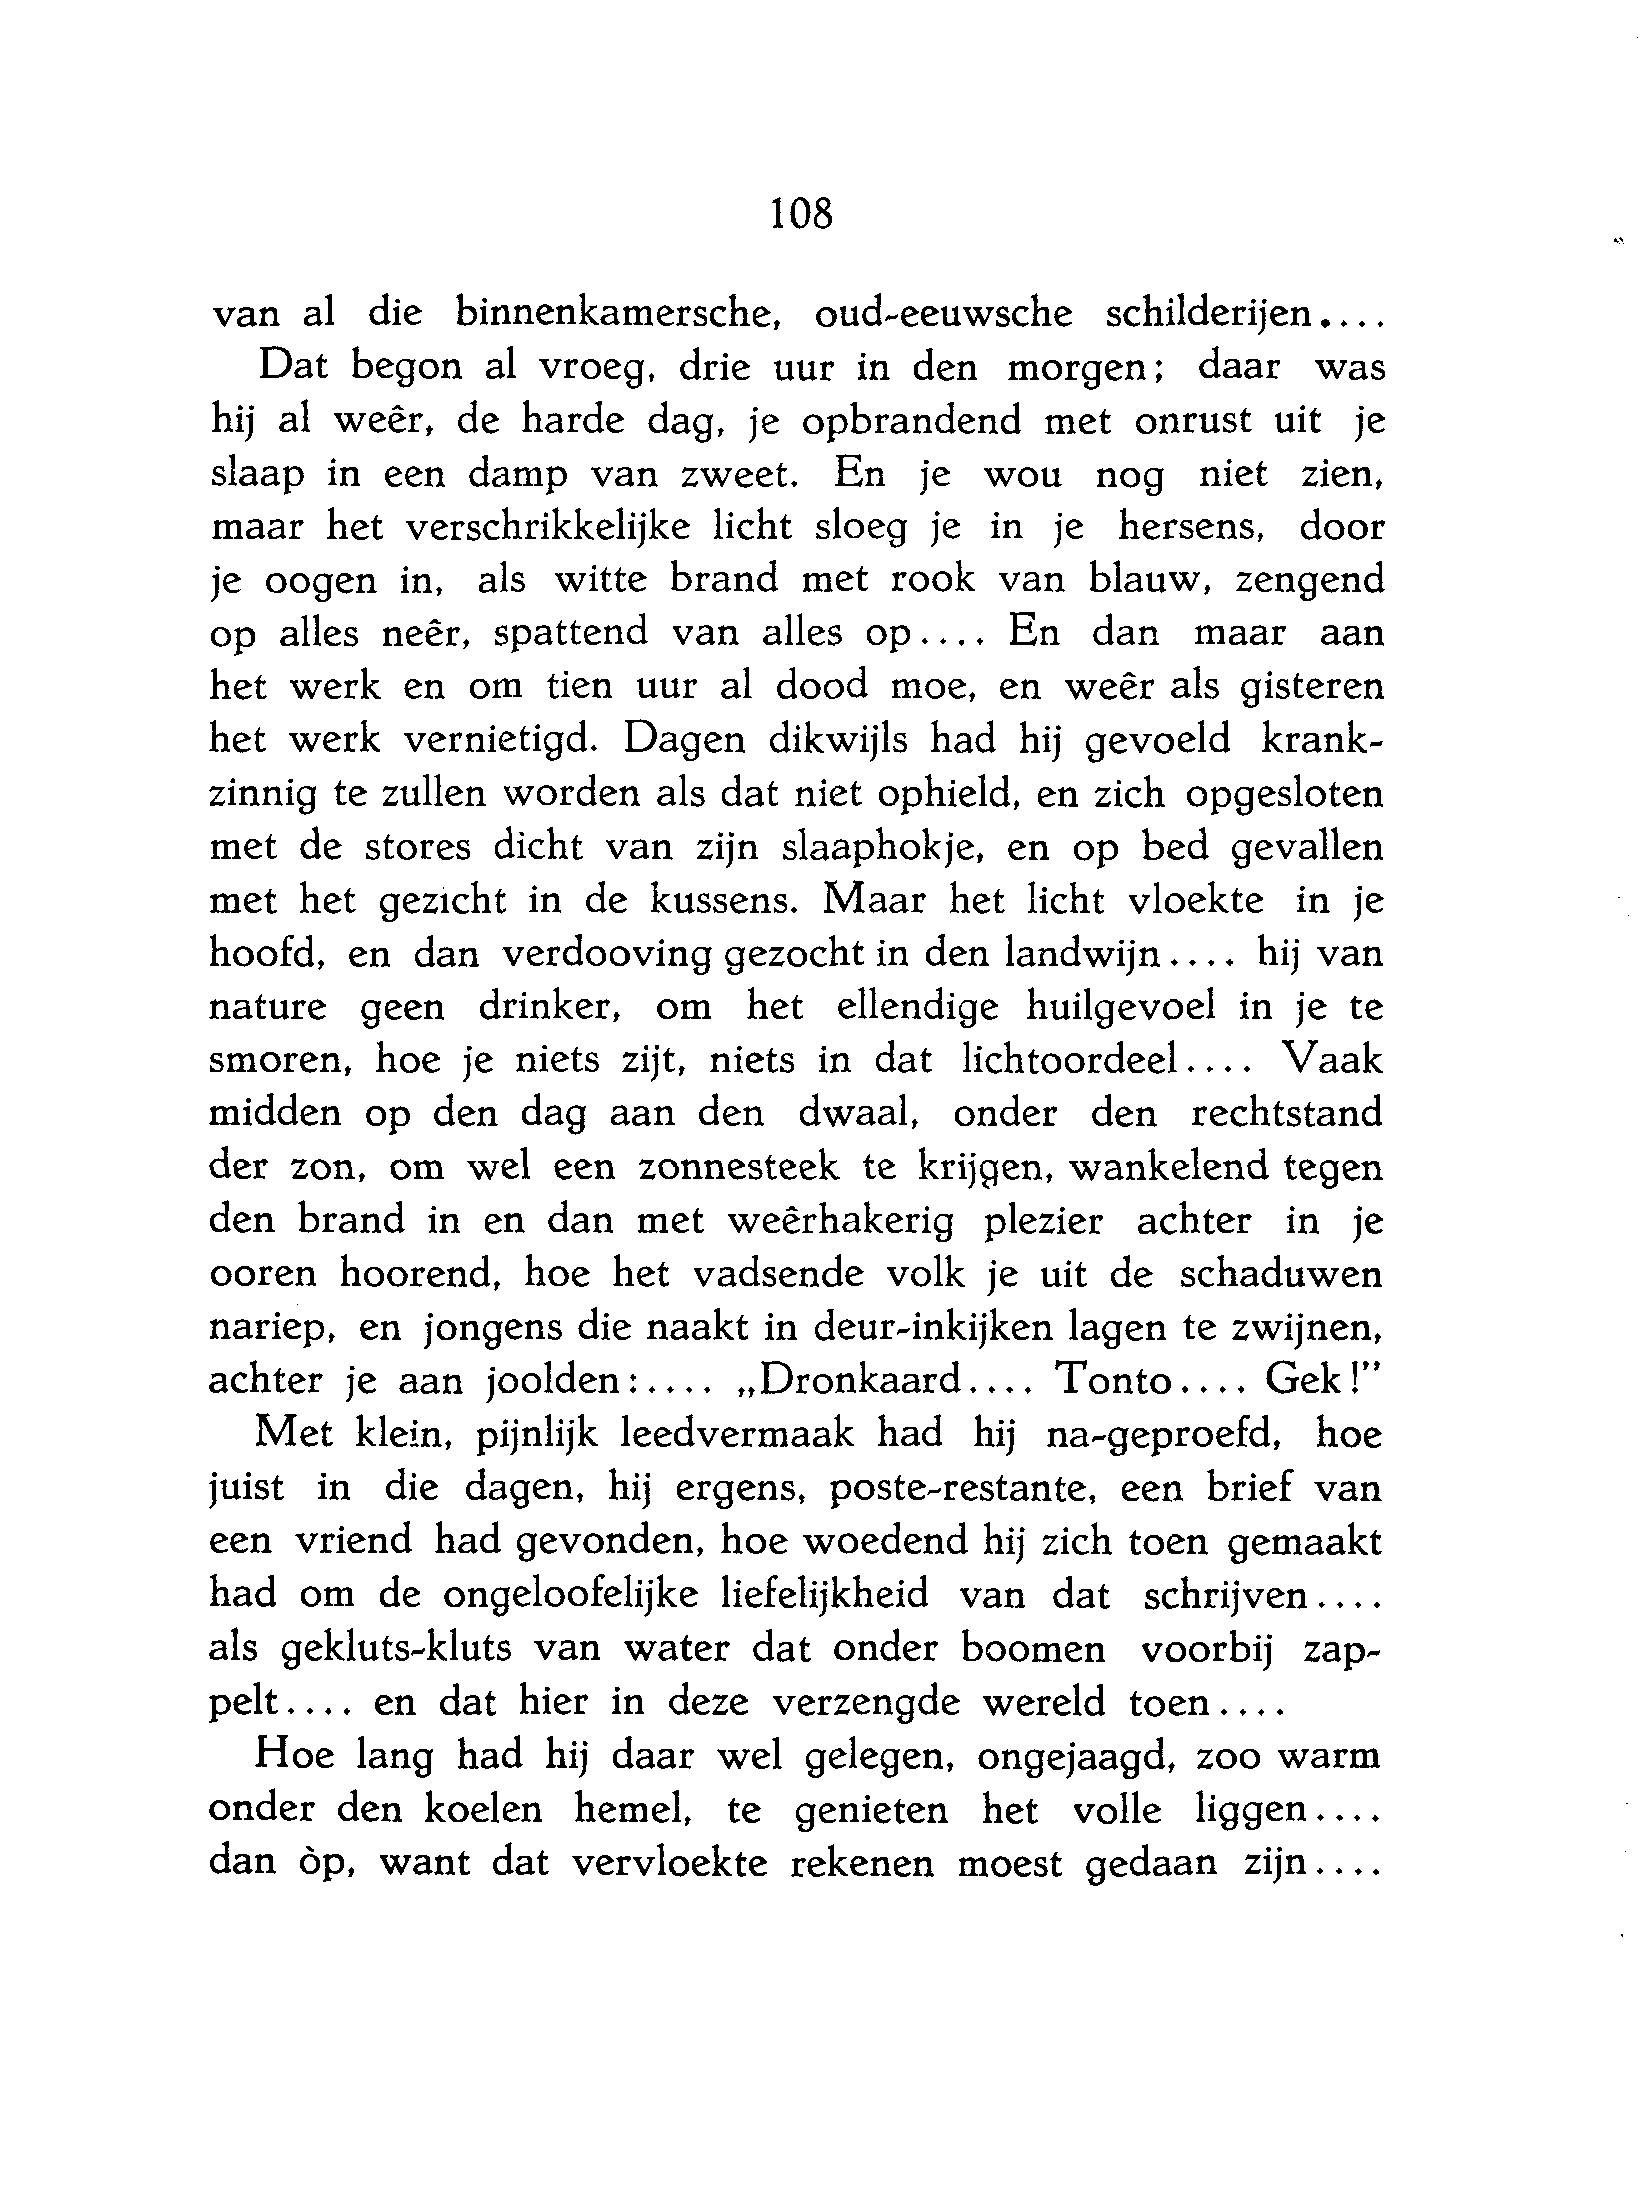 108
van al die binnenkamersche, oud-eeuwsche schilderijen....
Dat begon al vroeg, drie uur in den morgen; daar was
hij al weêr, de harde dag, je opbrandend met onrust uit je
slaap in een damp van zweet. En je wou nog niet zien,
maar het verschrikkelijke licht sloeg je in je hersens, door
je oogen in, als witte brand met rook van blauw, zengend
op alles neêr, spattend van alles op.... En dan maar aan
het werk en om tien uur al dood moe, en weêr als gisteren
het werk vernietigd. Dagen dikwijls had hij gevoeld krank-
zinnig te zullen worden als dat niet ophield, en zich opgesloten
met de stores dicht van zijn slaaphokje, en op bed gevallen
met het gezicht in de kussens. Maar het licht vloekte in je
hoofd, en dan verdooving gezocht in den landwijn.... hij van
nature geen drinker, om het ellendige huilgevoel in je te
smoren, hoe je niets zijt, niets in dat lichtoordeel.... Vaak
midden op den dag aan den dwaal, onder den rechtstand
der zon, om wel een zonnesteek te krijgen, wankelend tegen
den brand in en dan met weêrhakerig plezier achter in je
ooren hoorend, hoe het vadsende volk je uit de schaduwen
nariep, en jongens die naakt in deur-inkijken lagen te zwijnen,
achter je aan joolden:.... „Dronkaard.... Tonto.... Gek!”
Met klein, pijnlijk leedvermaak had hij na-geproefd, hoe
juist in die dagen, hij ergens, poste-restante, een brief van
een vriend had gevonden, hoe woedend hij zich toen gemaakt
had om de ongeloofelijke liefelijkheid van dat schrijven....
als gekluts-kluts van water dat onder boomen voorbij zap-
pelt.... en dat hier in deze verzengde wereld toen....
Hoe lang had hij daar wel gelegen, ongejaagd, zoo warm
onder den koelen hemel, te genieten het volle liggen....
dan òp, want dat vervloekte rekenen moest gedaan zijn....